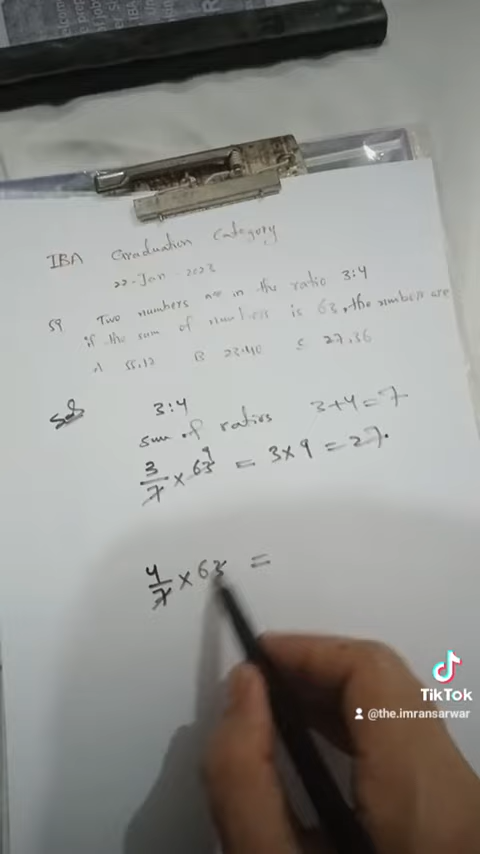 IBA Graduation Category
22-Jan 2023
59 Two numbers are in the ratio 3:4
if the sum of numbers is 63, the numbers are
A 55,12 B 23,40 C 27,36
Sol 3:4
sum of ratios 3+4=7
3/7 × 63 9 = 3×9 = 27.
4/7 × 63 =
TikTok
@the.imransarwar